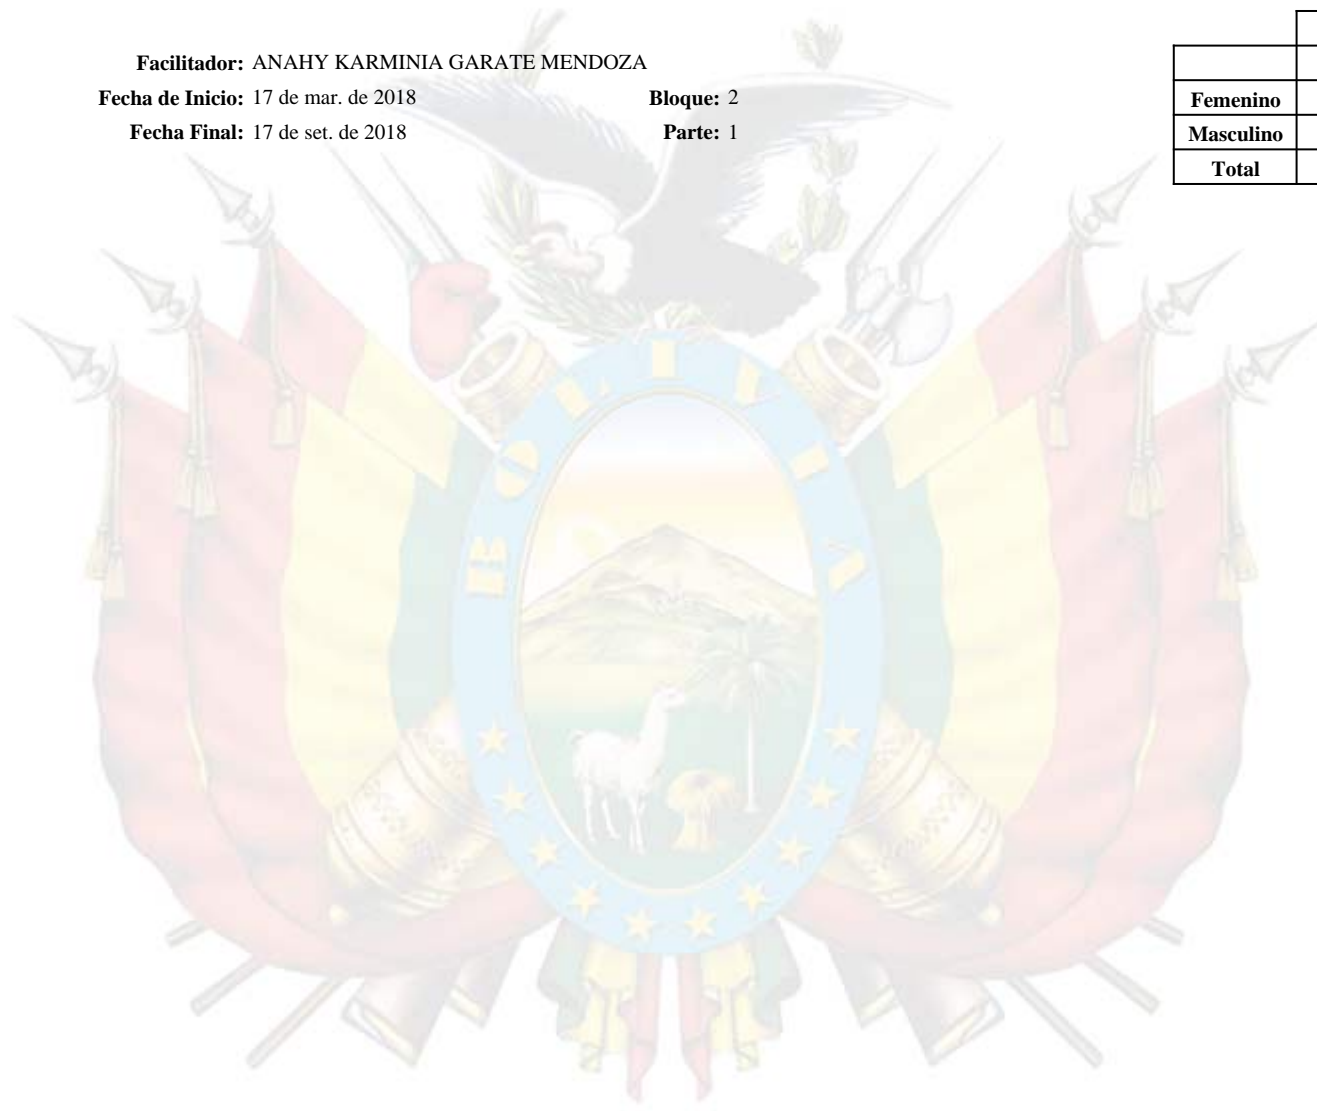 Facilitador: ANAHY KARMINIA GARATE MENDOZA
Fecha de Inicio: 17 de mar. de 2018 Bloque: 2
Fecha Final: 17 de set. de 2018 Parte: 1
Femenino
Masculino
Total
BOLIVIA